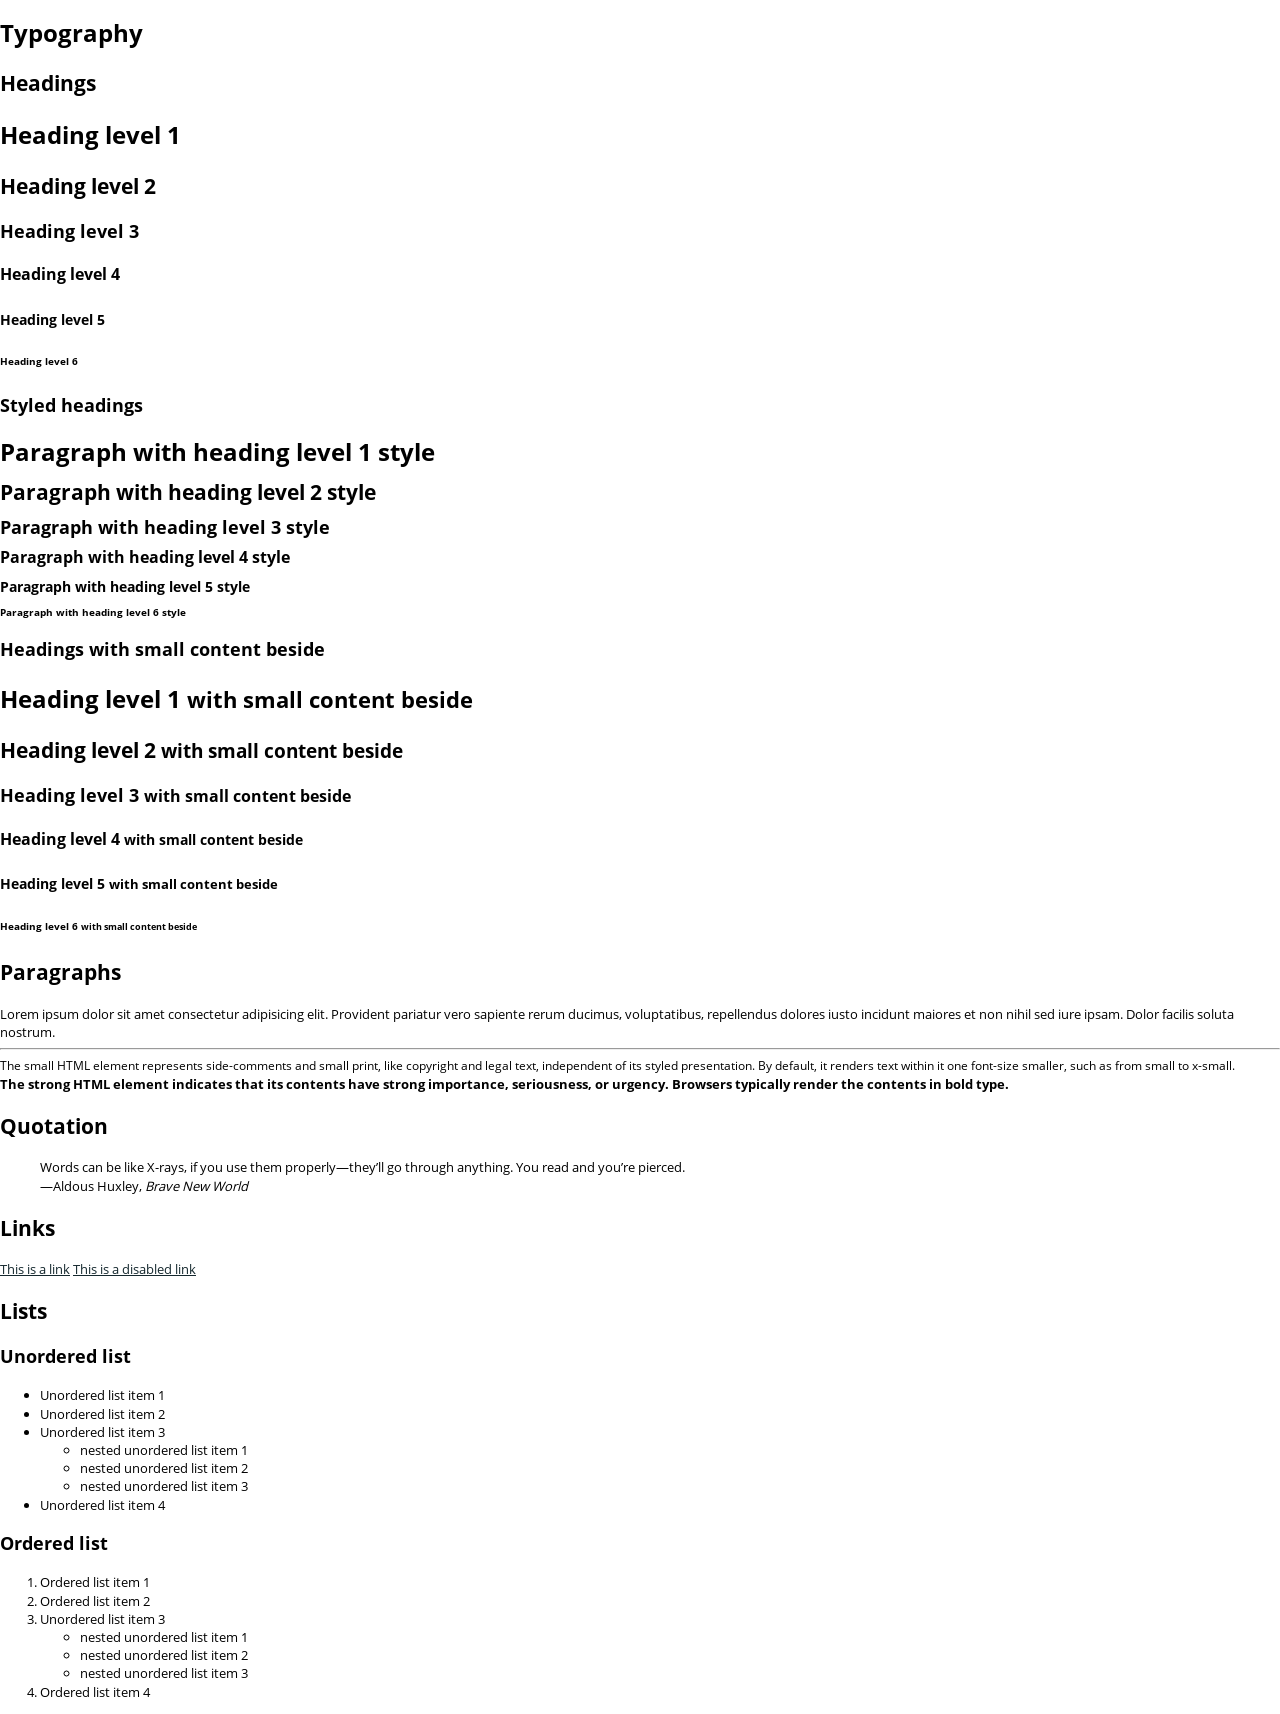 Typography
Headings
Heading level 1
Heading level 2
Heading level 3
Heading level 4
Heading level 5
Heading level 6
Styled headings
Paragraph with heading level 1 style
Paragraph with heading level 2 style
Paragraph with heading level 3 style
Paragraph with heading level 4 style
Paragraph with heading level 5 style
Paragraph with heading level 6 style
Headings with small content beside
Heading level 1 with small content beside
Heading level 2 with small content beside
Heading level 3 with small content beside
Heading level 4 with small content beside
Heading level 5 with small content beside
Heading level 6 with small content beside
Paragraphs
Lorem ipsum dolor sit amet consectetur adipisicing elit. Provident pariatur vero sapiente rerum ducimus, voluptatibus, repellendus dolores iusto incidunt maiores et non nihil sed iure ipsam. Dolor facilis soluta
nostrum.
The small HTML element represents side-comments and small print, like copyright and legal text, independent of its styled presentation. By default, it renders text within it one font-size smaller, such as from small to x-small.
The strong HTML element indicates that its contents have strong importance, seriousness, or urgency. Browsers typically render the contents in bold type.
Quotation
Words can be like X-rays, if you use them properly—they’ll go through anything. You read and you’re pierced.
—Aldous Huxley, Brave New World
Links
This is a link This is a disabled link
Lists
Unordered list
• Unordered list item 1
• Unordered list item 2
• Unordered list item 3
◦ nested unordered list item 1
◦ nested unordered list item 2
◦ nested unordered list item 3
• Unordered list item 4
Ordered list
1. Ordered list item 1
2. Ordered list item 2
3. Unordered list item 3
◦ nested unordered list item 1
◦ nested unordered list item 2
◦ nested unordered list item 3
4. Ordered list item 4